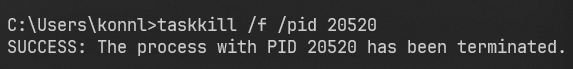 C:\Users\konnl>taskkill /f /pid 20520
SUCCESS: The process with PID 20520 has been terminated.